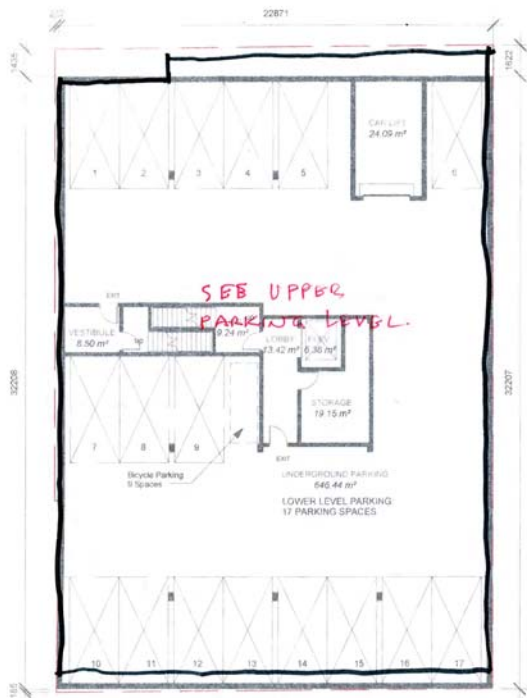 22871
1435
1622
CAR LIFT
24.09 m²
1 2 3 4 5 6
EXIT
SEE UPPER
PARKING LEVEL.
9.24 m²
VESTIBULE
8.50 m²
up
LOBBY
13.42 m²
ELEV
6.36 m²
32208
32207
STORAGE
19.15 m²
7 8 9
EXIT
Bicycle Parking
UNDERGROUND PARKING
646.44 m²
LOWER LEVEL PARKING:
17 PARKING SPACES
10 11 12 13 14 15 16 17